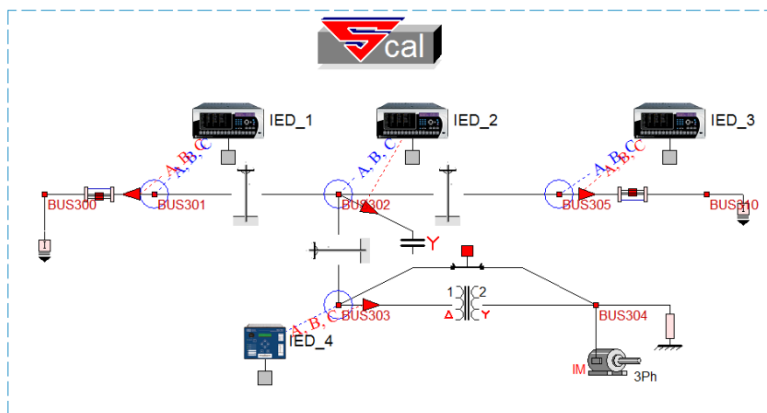 cal
IED_1
IED_2
IED_3
A, B, C
A, B, C
A, B, C
A, B, C
A, B, C
BUS300
BUS301
BUS302
BUS305
BUS310
Y
1
2
A, B, C
BUS303
Δ
Y
BUS304
IED_4
IM
3Ph